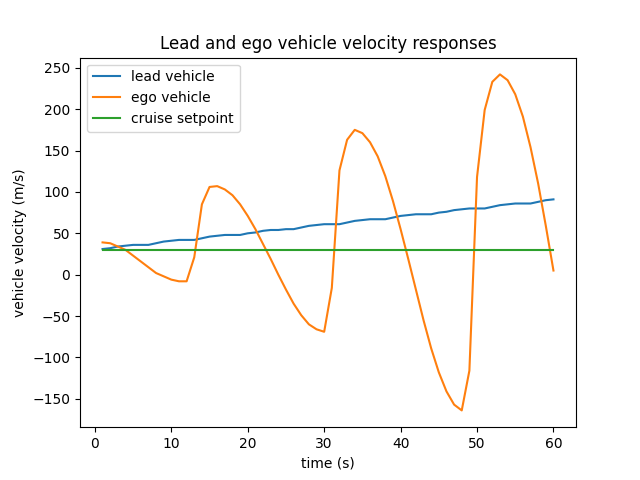 Lead and ego vehicle velocity responses
lead vehicle
ego vehicle
cruise setpoint
vehicle velocity (m/s)
250
200
150
100
50
0
−50
−100
−150
0 10 20 30 40 50 60
time (s)